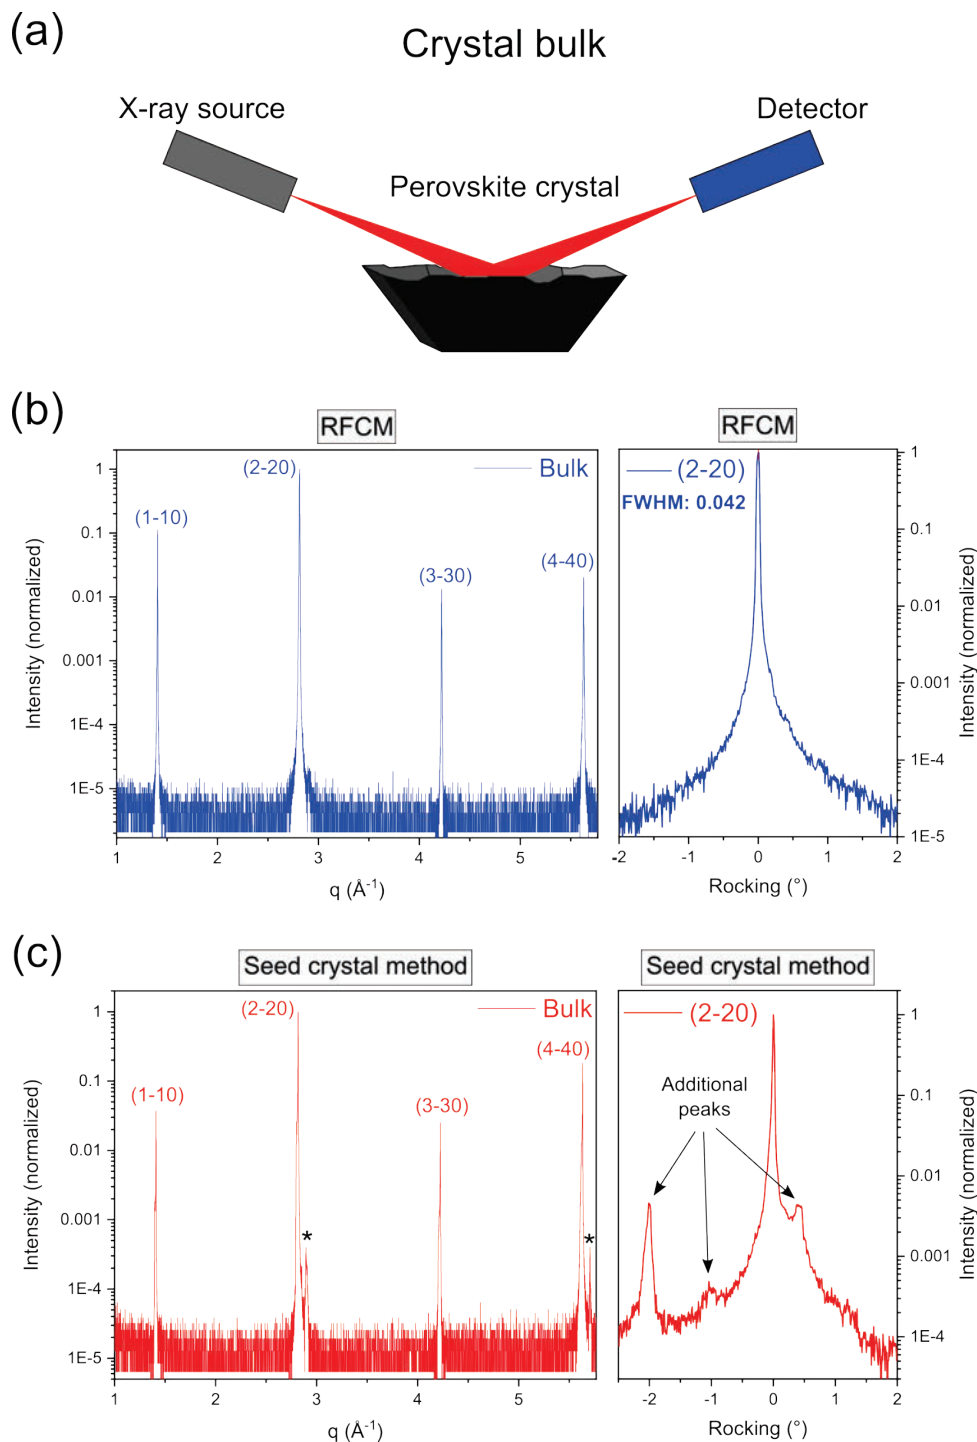 (a)
Crystal bulk
X-ray source
Detector
Perovskite crystal
(b)
RFCM
RFCM
(2-20)
Bulk
(1-10)
(3-30)
(4-40)
1
0.1
0.01
0.001
1E-4
1E-5
Intensity (normalized)
1
2
3
4
5
q (Å⁻¹)
(2-20)
FWHM: 0.042
1
0.1
0.01
0.001
1E-4
1E-5
Intensity (normalized)
-2
-1
0
1
2
Rocking (°)
(c)
Seed crystal method
Seed crystal method
(2-20)
Bulk
(1-10)
(3-30)
(4-40)
*
*
1
0.1
0.01
0.001
1E-4
1E-5
Intensity (normalized)
1
2
3
4
5
q (Å⁻¹)
(2-20)
Additional
peaks
1
0.1
0.01
0.001
1E-4
Intensity (normalized)
-2
-1
0
1
2
Rocking (°)